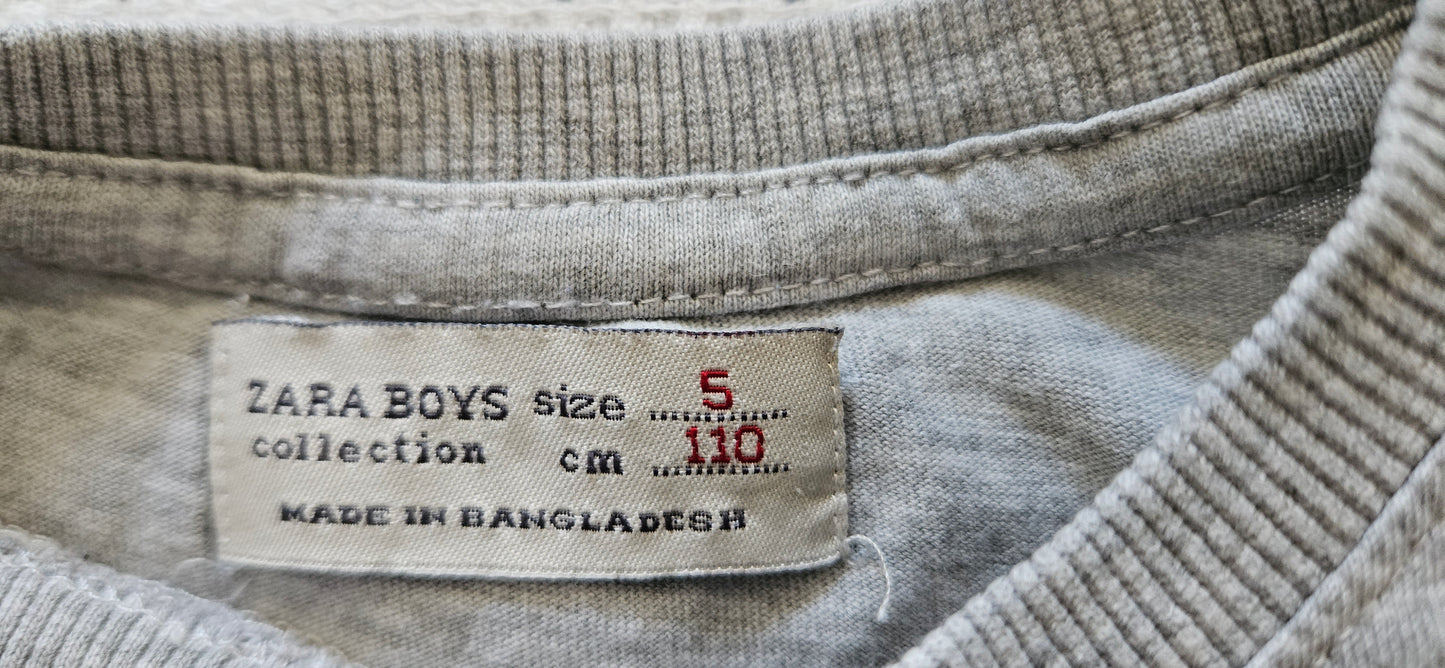 ZARA BOYS size 5
collection cm 110
MADE IN BANGLADESH